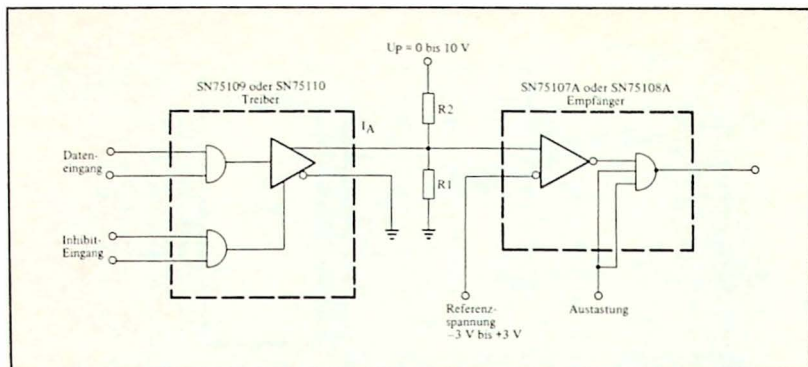 Up = 0 bis 10 V
SN75109 oder SN75110
Treiber
SN75107A oder SN75108A
Empfänger
I_A
R2
Daten-
eingang
R1
Inhibit-
Eingang
Referenz-
spannung
–3 V bis +3 V
Austastung